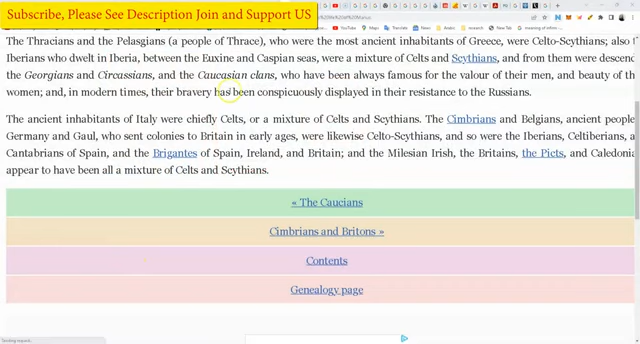 Subscribe, Please See Description Join and Support US
The Thracians and the Pelasgians (a people of Thrace), who were the most ancient inhabitants of Greece, were Celto-Scythians; also
Iberians who dwelt in Iberia, between the Euxine and Caspian seas, were a mixture of Celts and Scythians, and from them were descend
the Georgians and Circassians, and the Caucasian clans, who have been always famous for the valour of their men, and beauty of th
women; and, in modern times, their bravery has been conspicuously displayed in their resistance to the Russians.
The ancient inhabitants of Italy were chiefly Celts, or a mixture of Celts and Scythians. The Cimbrians and Belgians, ancient people
Germany and Gaul, who sent colonies to Britain in early ages, were likewise Celto-Scythians, and so were the Iberians, Celtiberians, a
Cantabrians of Spain, and the Brigantes of Spain, Ireland, and Britain; and the Milesian Irish, the Britains, the Picts, and Caledonia
appear to have been all a mixture of Celts and Scythians.
« The Caucians
Cimbrians and Britons »
Contents
Genealogy page